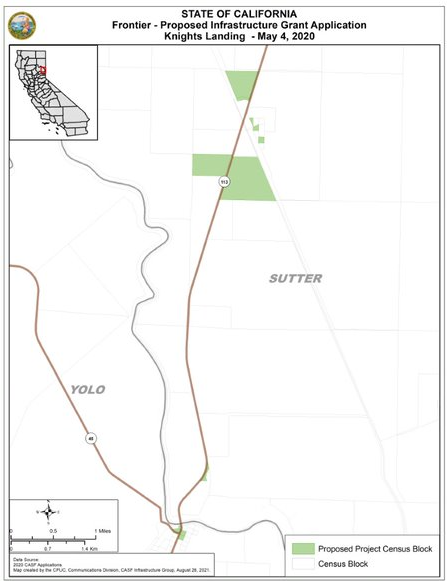 STATE OF CALIFORNIA
Frontier - Proposed Infrastructure Grant Application
Knights Landing - May 4, 2020
113
SUTTER
YOLO
45
N
0 0.5 1 Miles
0 0.7 1.4 Km
Data Source:
2020 CASF Applications
Map created by the CPUC, Communications Division, CASF Infrastructure Group, August 26, 2021.
Proposed Project Census Block
Census Block